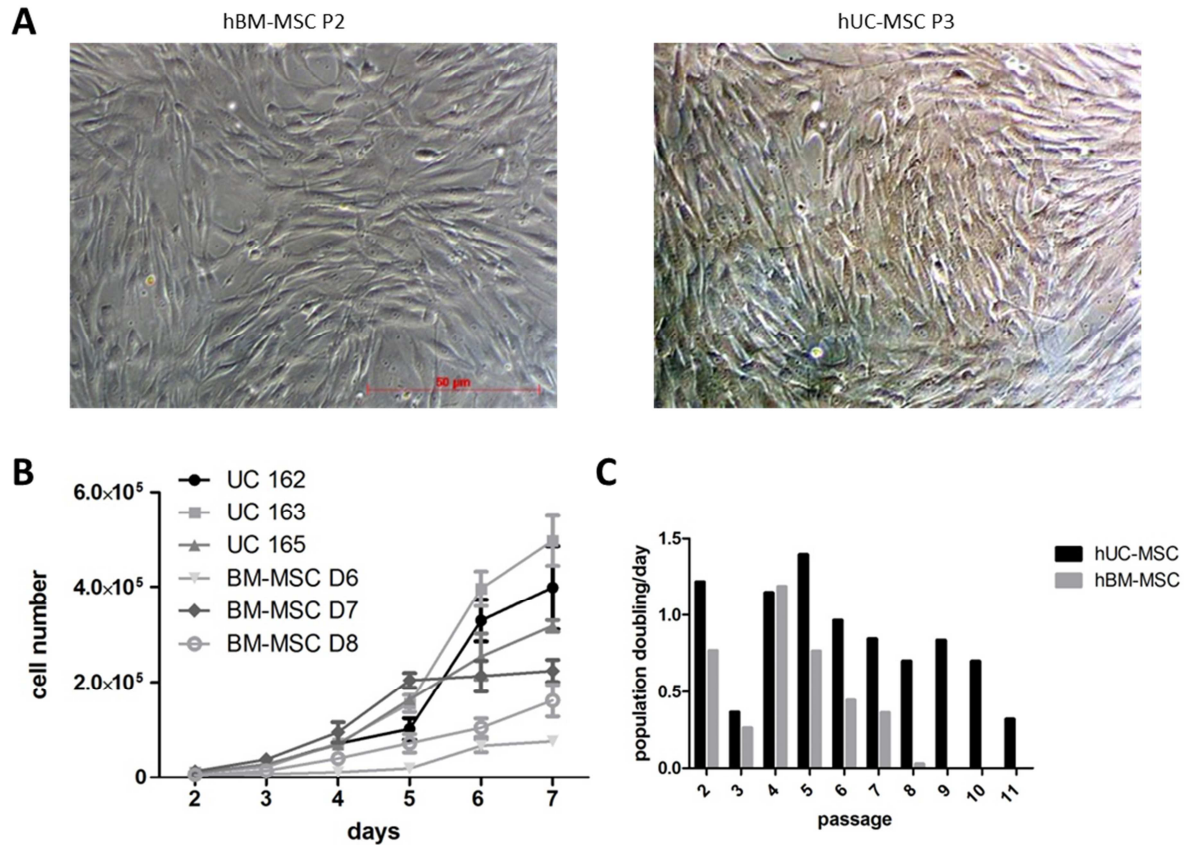 A
hBM-MSC P2
hUC-MSC P3
50 µm
B
UC 162
UC 163
UC 165
BM-MSC D6
BM-MSC D7
BM-MSC D8
6.0×10⁵
4.0×10⁵
2.0×10⁵
0
cell number
2 3 4 5 6 7
days
C
hUC-MSC
hBM-MSC
1.5
1.0
0.5
0.0
population doubling/day
2 3 4 5 6 7 8 9 10 11
passage